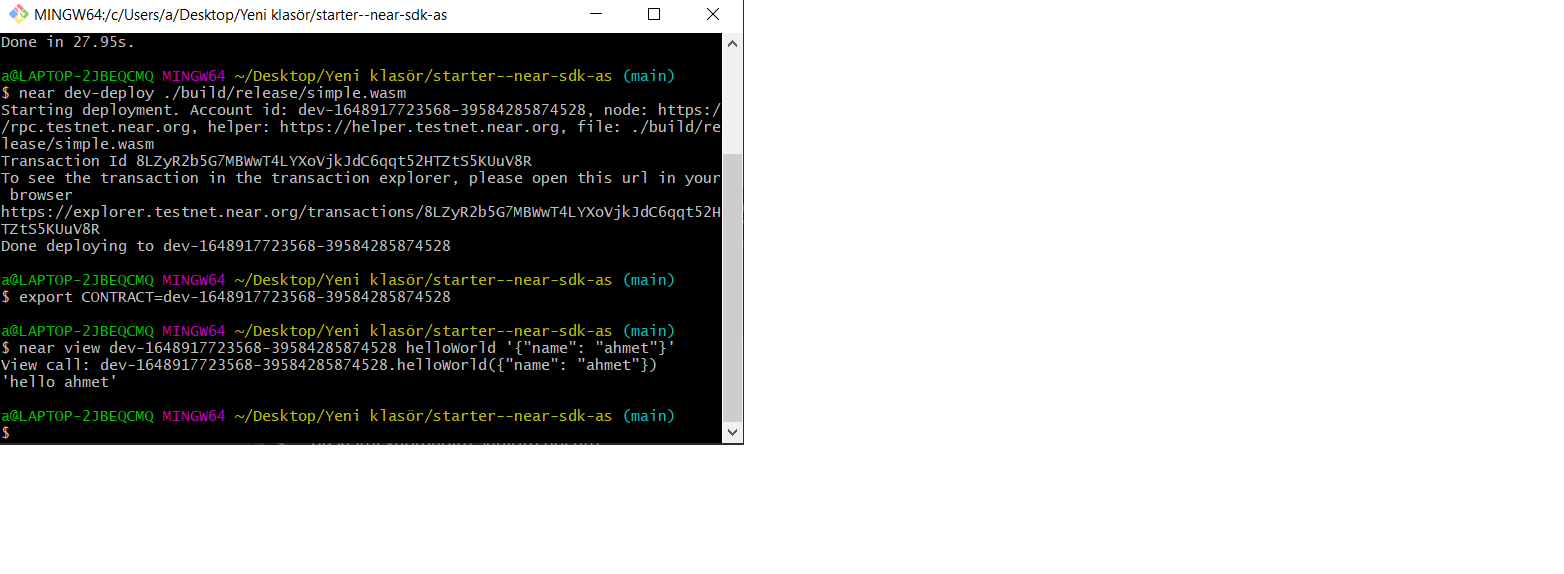 MINGW64:/c/Users/a/Desktop/Yeni klasör/starter--near-sdk-as
Done in 27.95s.
a@LAPTOP-2JBEQCMQ MINGW64 ~/Desktop/Yeni klasör/starter--near-sdk-as (main)
$ near dev-deploy ./build/release/simple.wasm
Starting deployment. Account id: dev-1648917723568-39584285874528, node: https:/
/rpc.testnet.near.org, helper: https://helper.testnet.near.org, file: ./build/re
lease/simple.wasm
Transaction Id 8LZyR2b5G7MBWwT4LYXoVjkJdC6qqt52HTZtS5KUuV8R
To see the transaction in the transaction explorer, please open this url in your
 browser
https://explorer.testnet.near.org/transactions/8LZyR2b5G7MBWwT4LYXoVjkJdC6qqt52H
TZtS5KUuV8R
Done deploying to dev-1648917723568-39584285874528
a@LAPTOP-2JBEQCMQ MINGW64 ~/Desktop/Yeni klasör/starter--near-sdk-as (main)
$ export CONTRACT=dev-1648917723568-39584285874528
a@LAPTOP-2JBEQCMQ MINGW64 ~/Desktop/Yeni klasör/starter--near-sdk-as (main)
$ near view dev-1648917723568-39584285874528 helloWorld '{"name": "ahmet"}'
View call: dev-1648917723568-39584285874528.helloWorld({"name": "ahmet"})
'hello ahmet'
a@LAPTOP-2JBEQCMQ MINGW64 ~/Desktop/Yeni klasör/starter--near-sdk-as (main)
$